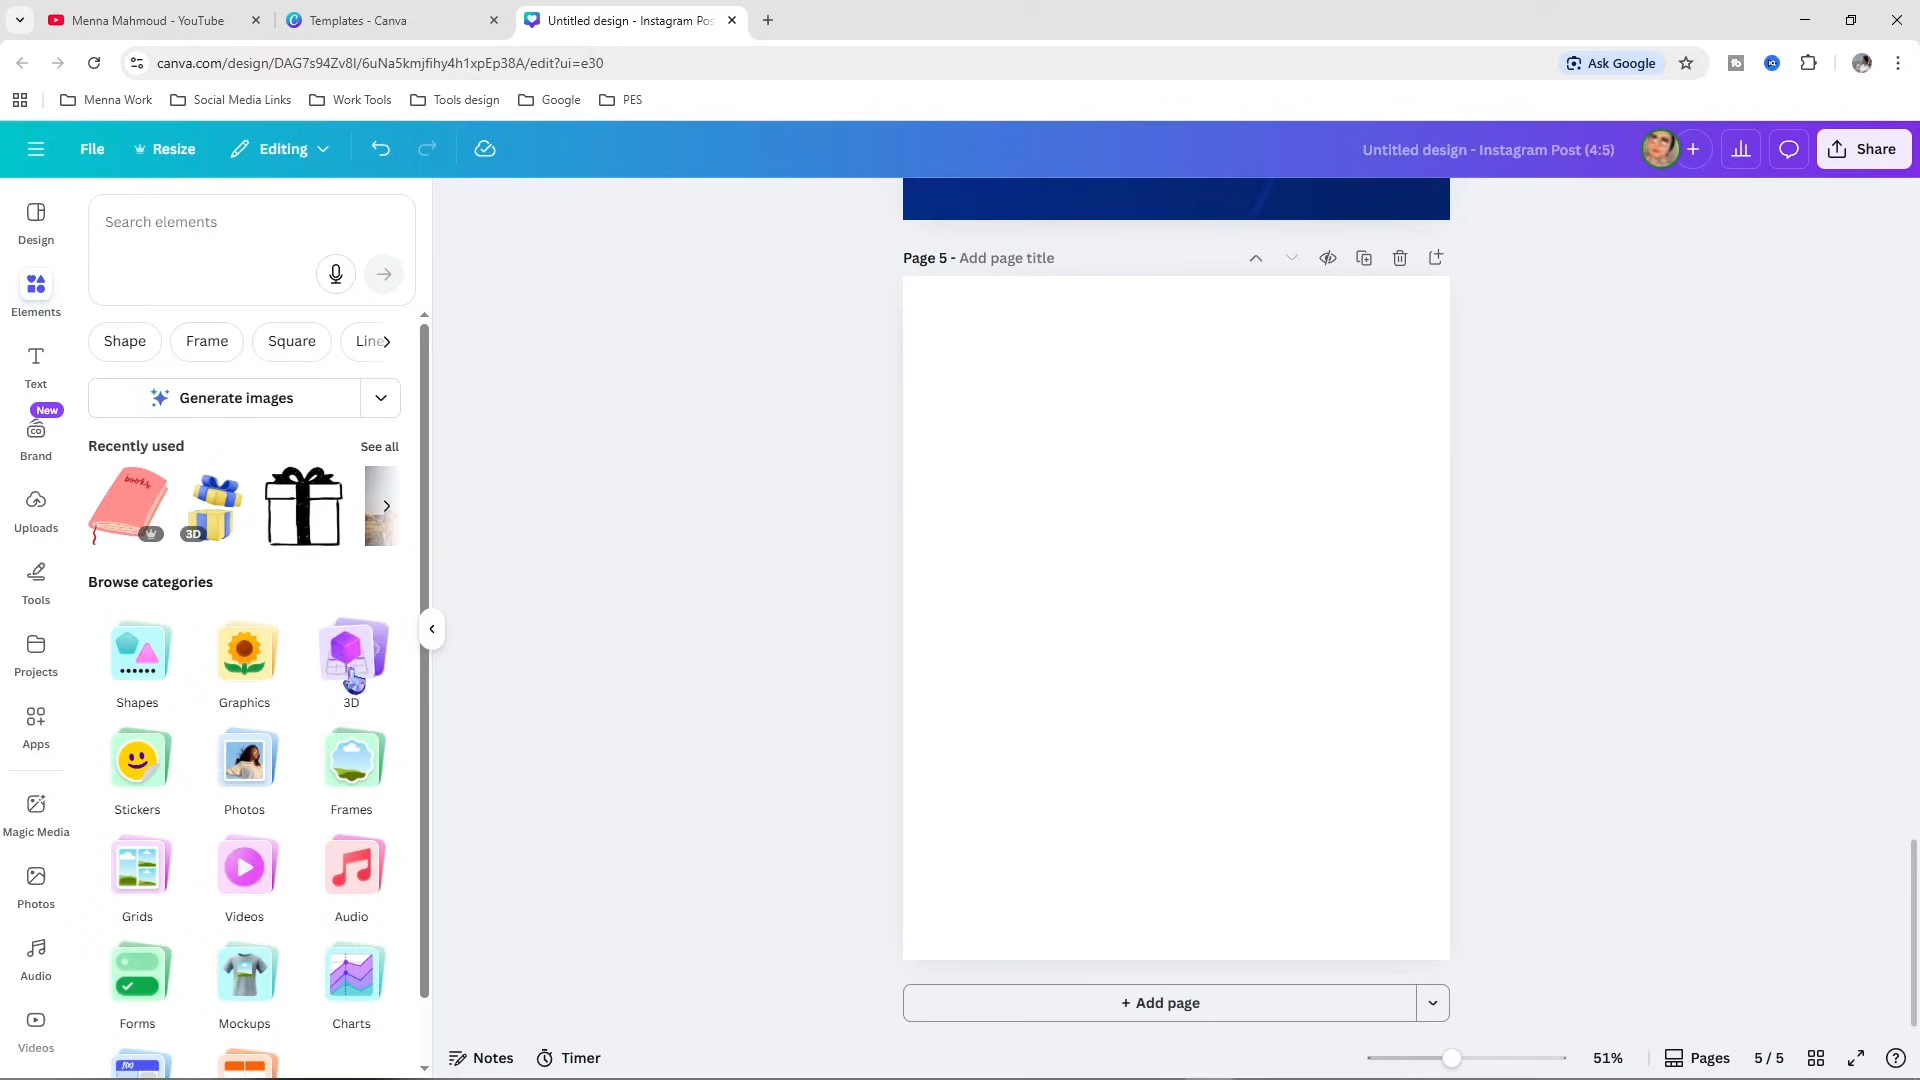 Menna Mahmoud - YouTube
Templates - Canva
Untitled design - Instagram Pos
canva.com/design/DAG7s94Zv8I/6uNa5kmjfihy4h1xpEp38A/edit?ui=e30
Ask Google
Menna Work
Social Media Links
Work Tools
Tools design
Google
PES
File
Resize
Editing
Untitled design - Instagram Post (4:5)
Share
Design
Elements
Text
New
Brand
Uploads
Tools
Projects
Apps
Magic Media
Photos
Audio
Videos
Search elements
Shape
Frame
Square
Line
Generate images
Recently used
See all
books
3D
Browse categories
Shapes
Graphics
3D
Stickers
Photos
Frames
Grids
Videos
Audio
Forms
Mockups
Charts
f(x)
Page 5 - Add page title
+ Add page
Notes
Timer
51%
Pages
5 / 5